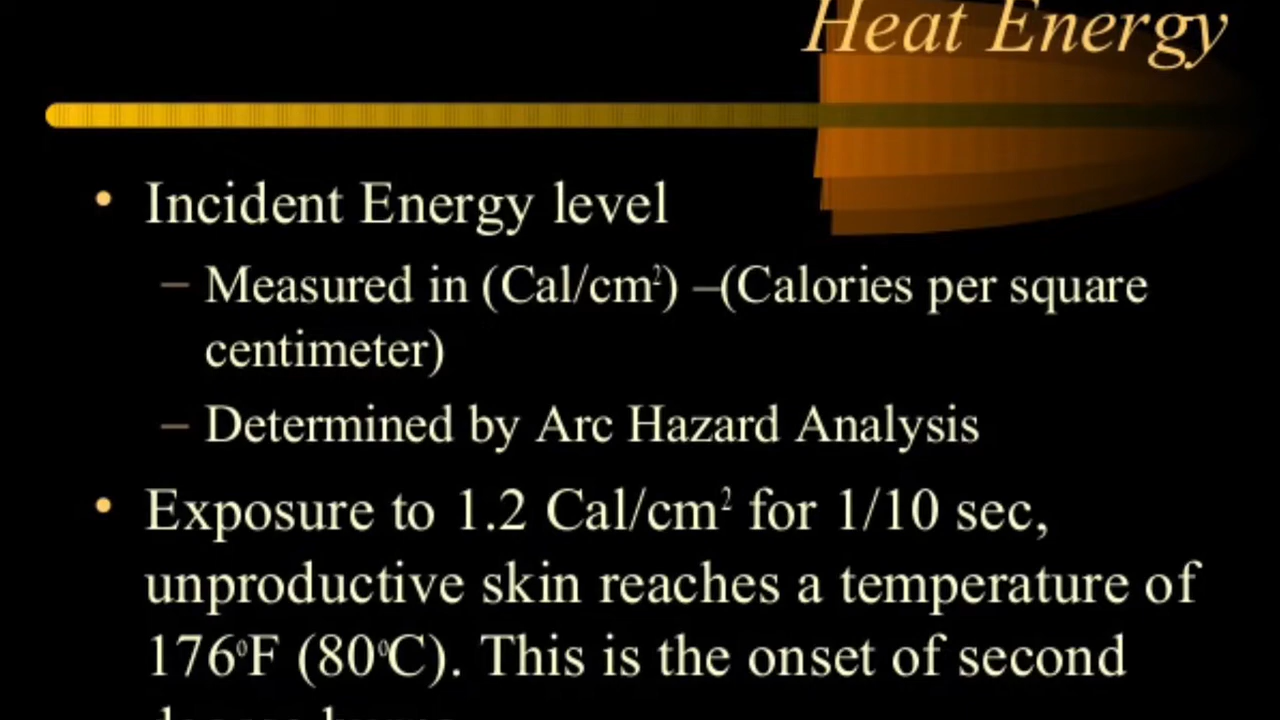 Heat Energy
• Incident Energy level
– Measured in (Cal/cm²) –(Calories per square
centimeter)
– Determined by Arc Hazard Analysis
• Exposure to 1.2 Cal/cm² for 1/10 sec,
unproductive skin reaches a temperature of
176⁰F (80⁰C). This is the onset of second